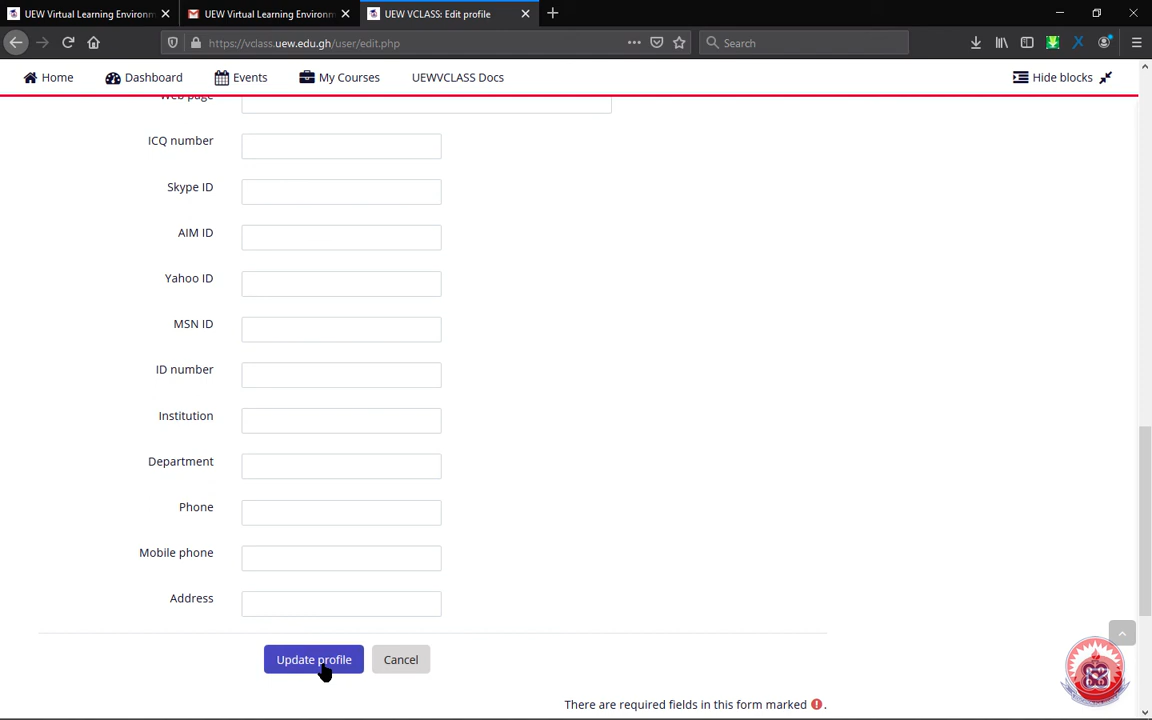 UEW Virtual Learning Environm
UEW Virtual Learning Environm
UEW VCLASS: Edit profile
https://vclass.uew.edu.gh/user/edit.php
Search
Home
Dashboard
Events
My Courses
UEWVCLASS Docs
Hide blocks
Web page
ICQ number
Skype ID
AIM ID
Yahoo ID
MSN ID
ID number
Institution
Department
Phone
Mobile phone
Address
Update profile
Cancel
There are required fields in this form marked
.